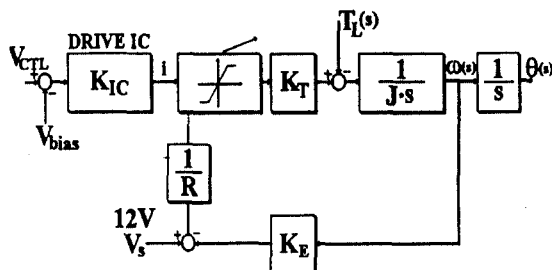 DRIVE IC
V_CTL + - K_IC i K_T + - T_L(s) 1/J·s ω(s) 1/s θ(s)
V_bias
1/R
12V
V_s + - K_E